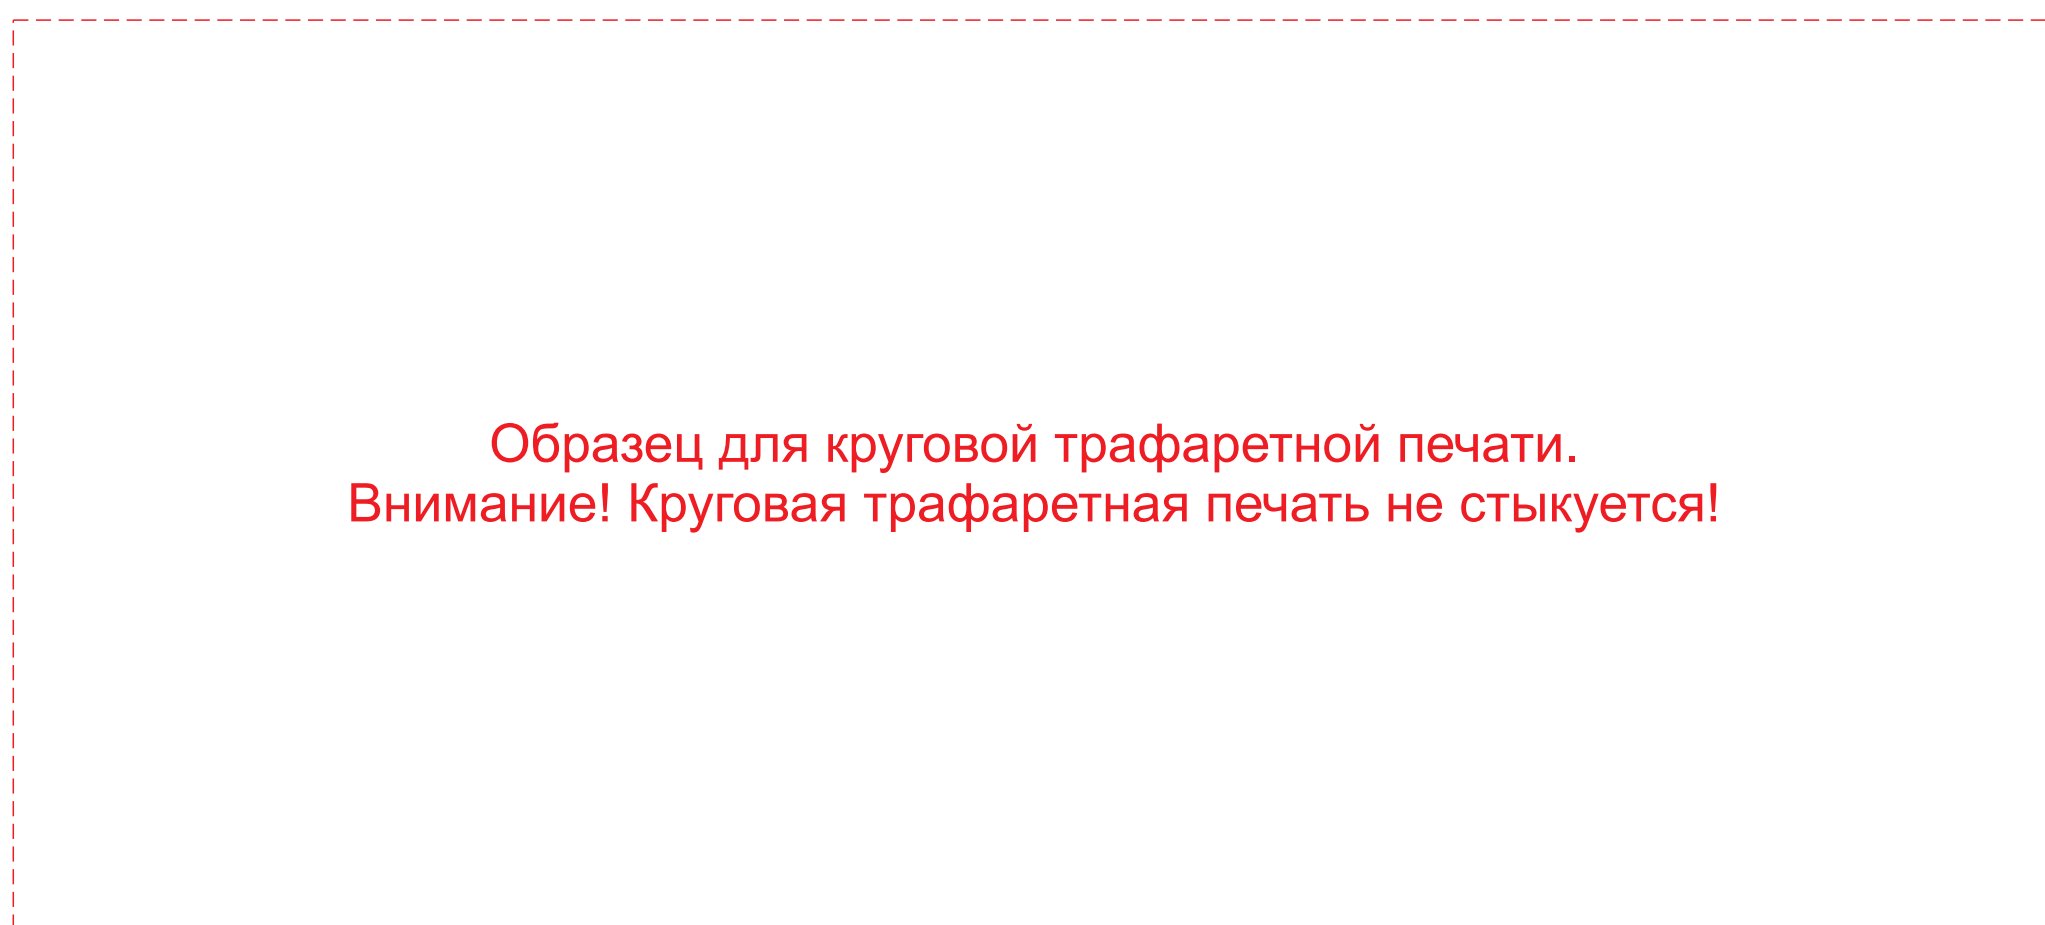 Образец для круговой трафаретной печати.
Внимание! Круговая трафаретная печать не стыкуется!